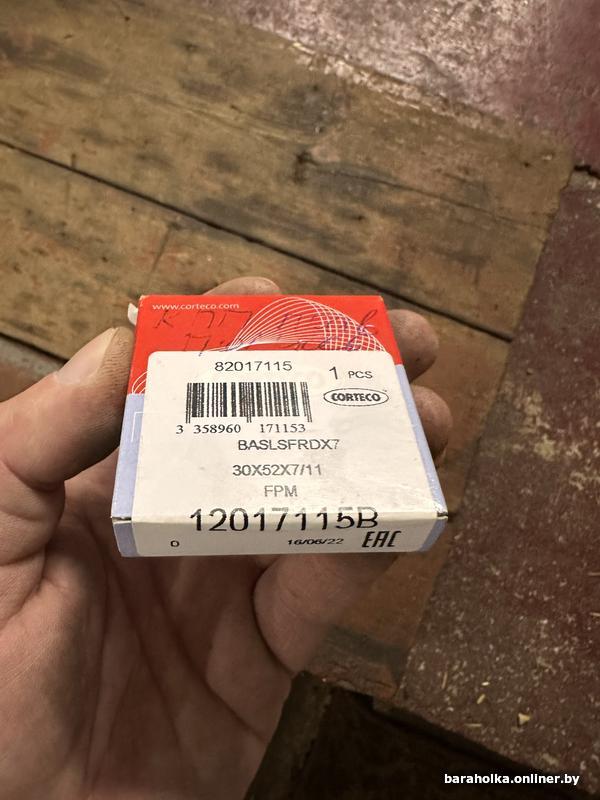 www.corteco.com
КПП
82017115
1 PCS
CORTECO
3 358960 171153
BASLSFRDX7
30X52X7/11
FPM
12017115B
0
16/06/22
EAC
baraholka.onliner.by